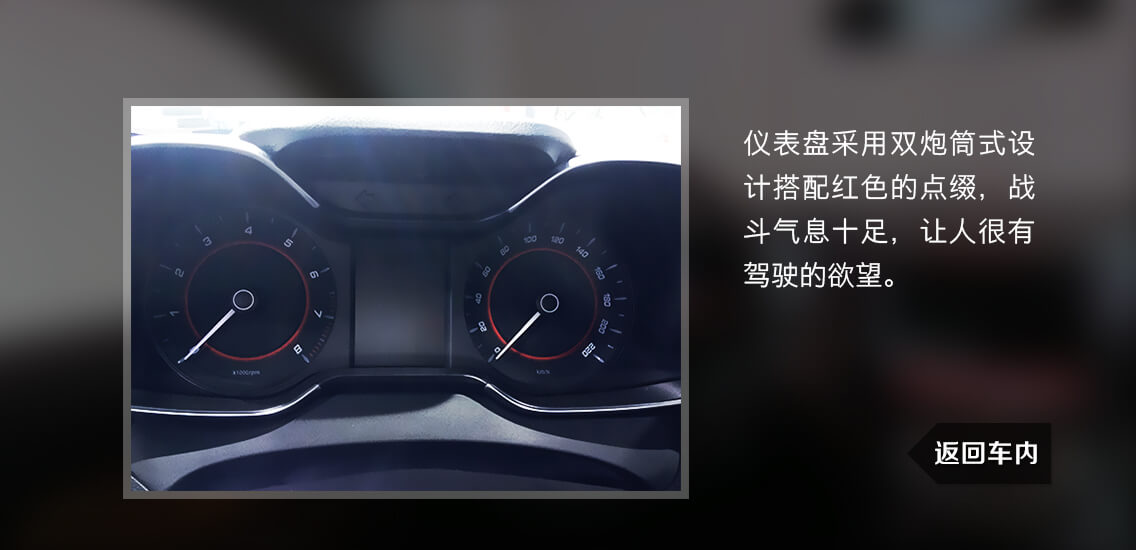 仪表盘采用双炮筒式设
计搭配红色的点缀，战
斗气息十足，让人很有
驾驶的欲望。
1 2 3 4 5 6 7 8
x1000rpm
0 20 40 60 80 100 120 140 160 180 200 220
km/h
返回车内